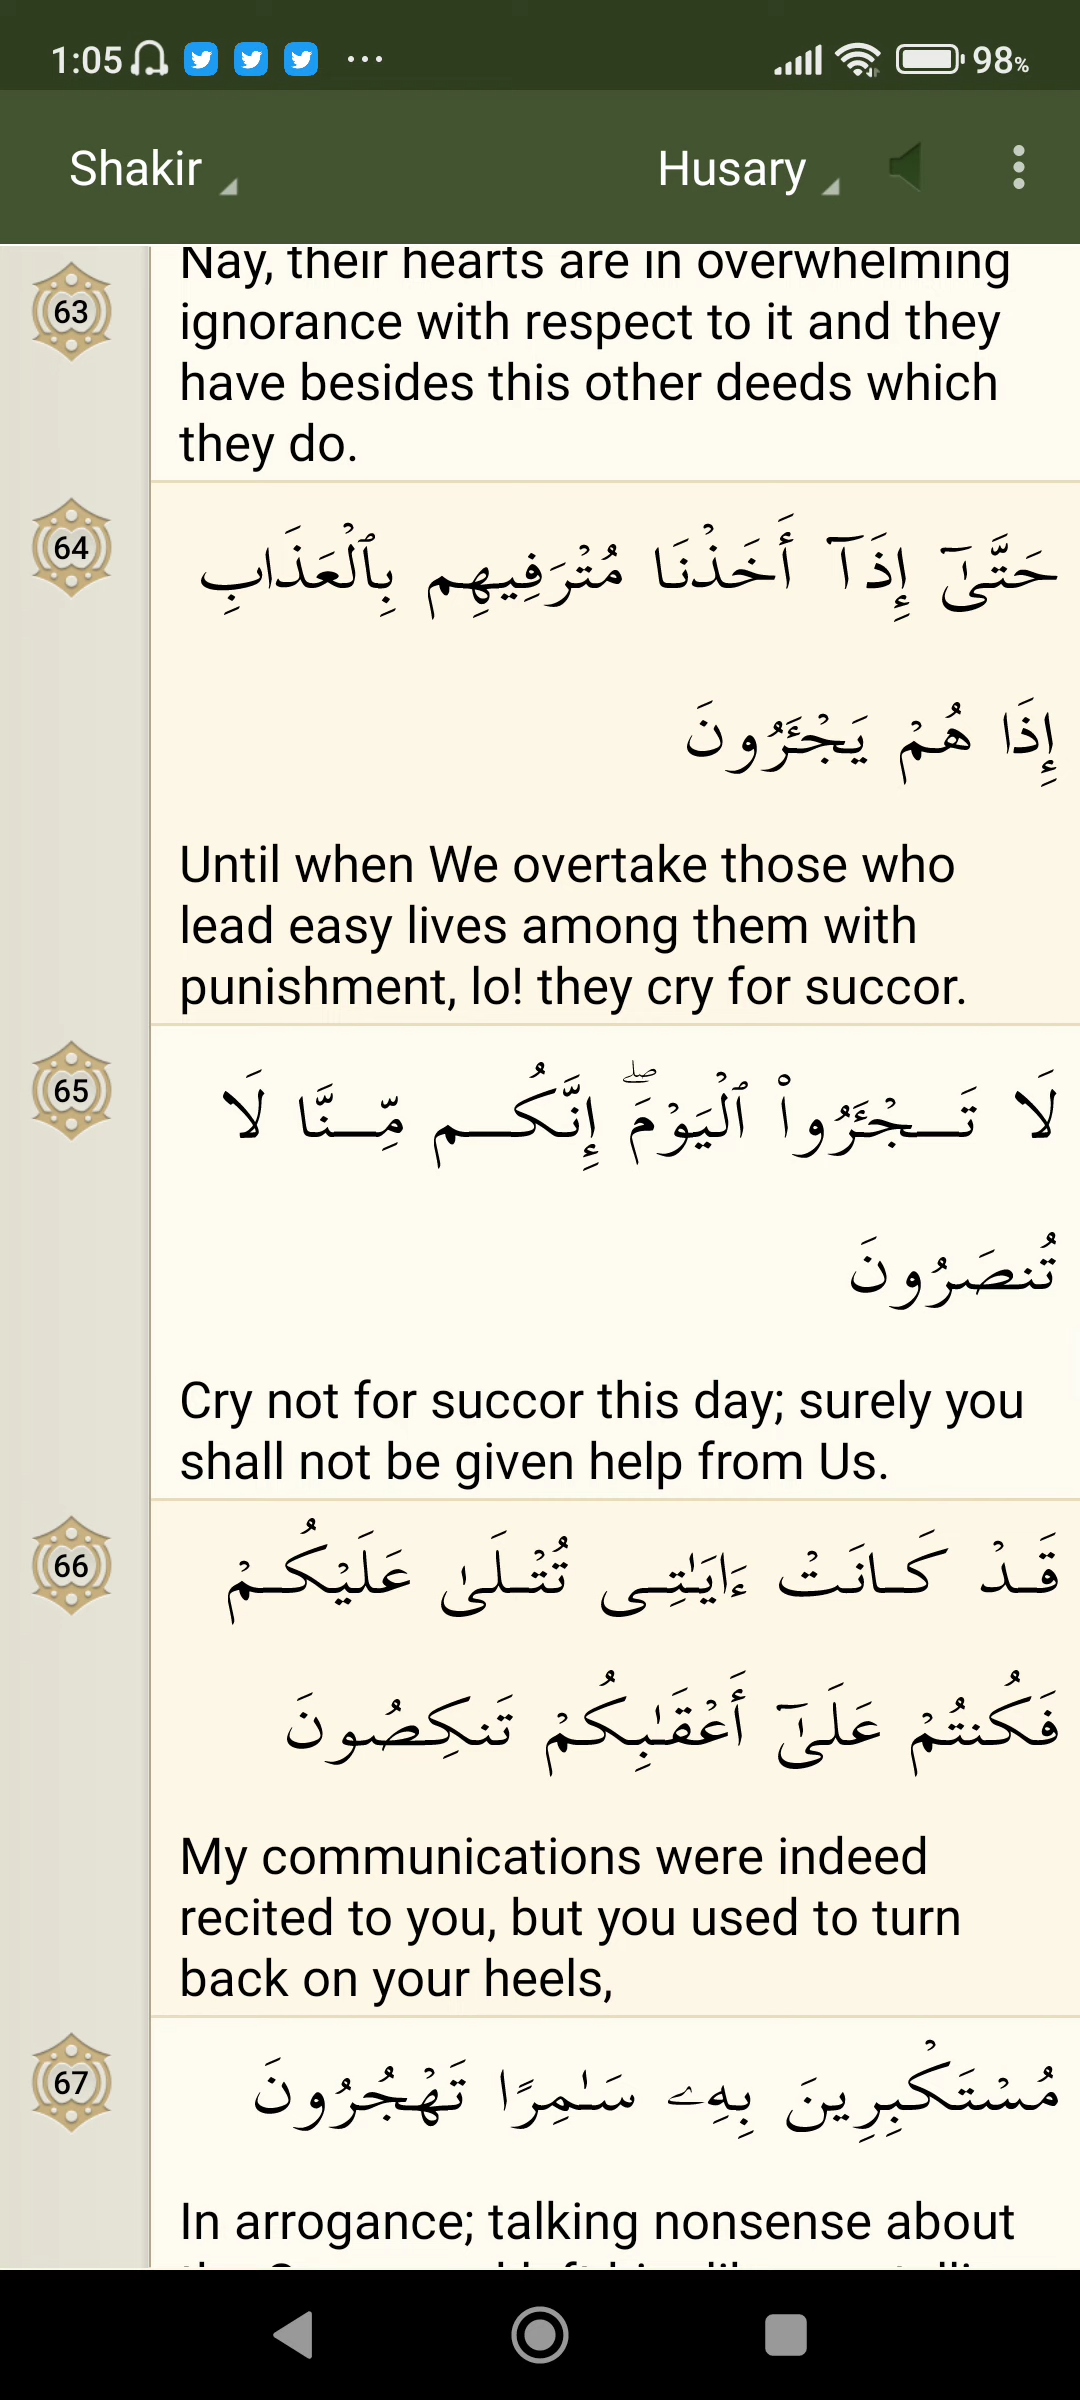 1:05 98%
Shakir Husary
63
Nay, their hearts are in overwhelming
ignorance with respect to it and they
have besides this other deeds which
they do.
64
حَتَّىٰٓ إِذَآ أَخَذْنَا مُتْرَفِيهِم بِٱلْعَذَابِ
إِذَا هُمْ يَجْـَٔرُونَ
Until when We overtake those who
lead easy lives among them with
punishment, lo! they cry for succor.
65
لَا تَجْـَٔرُوا۟ ٱلْيَوْمَ ۖ إِنَّكُم مِّنَّا لَا
تُنصَرُونَ
Cry not for succor this day; surely you
shall not be given help from Us.
66
قَدْ كَانَتْ ءَايَـٰتِى تُتْلَىٰ عَلَيْكُمْ
فَكُنتُمْ عَلَىٰٓ أَعْقَـٰبِكُمْ تَنكِصُونَ
My communications were indeed
recited to you, but you used to turn
back on your heels,
67
مُسْتَكْبِرِينَ بِهِۦ سَـٰمِرًا تَهْجُرُونَ
In arrogance; talking nonsense about